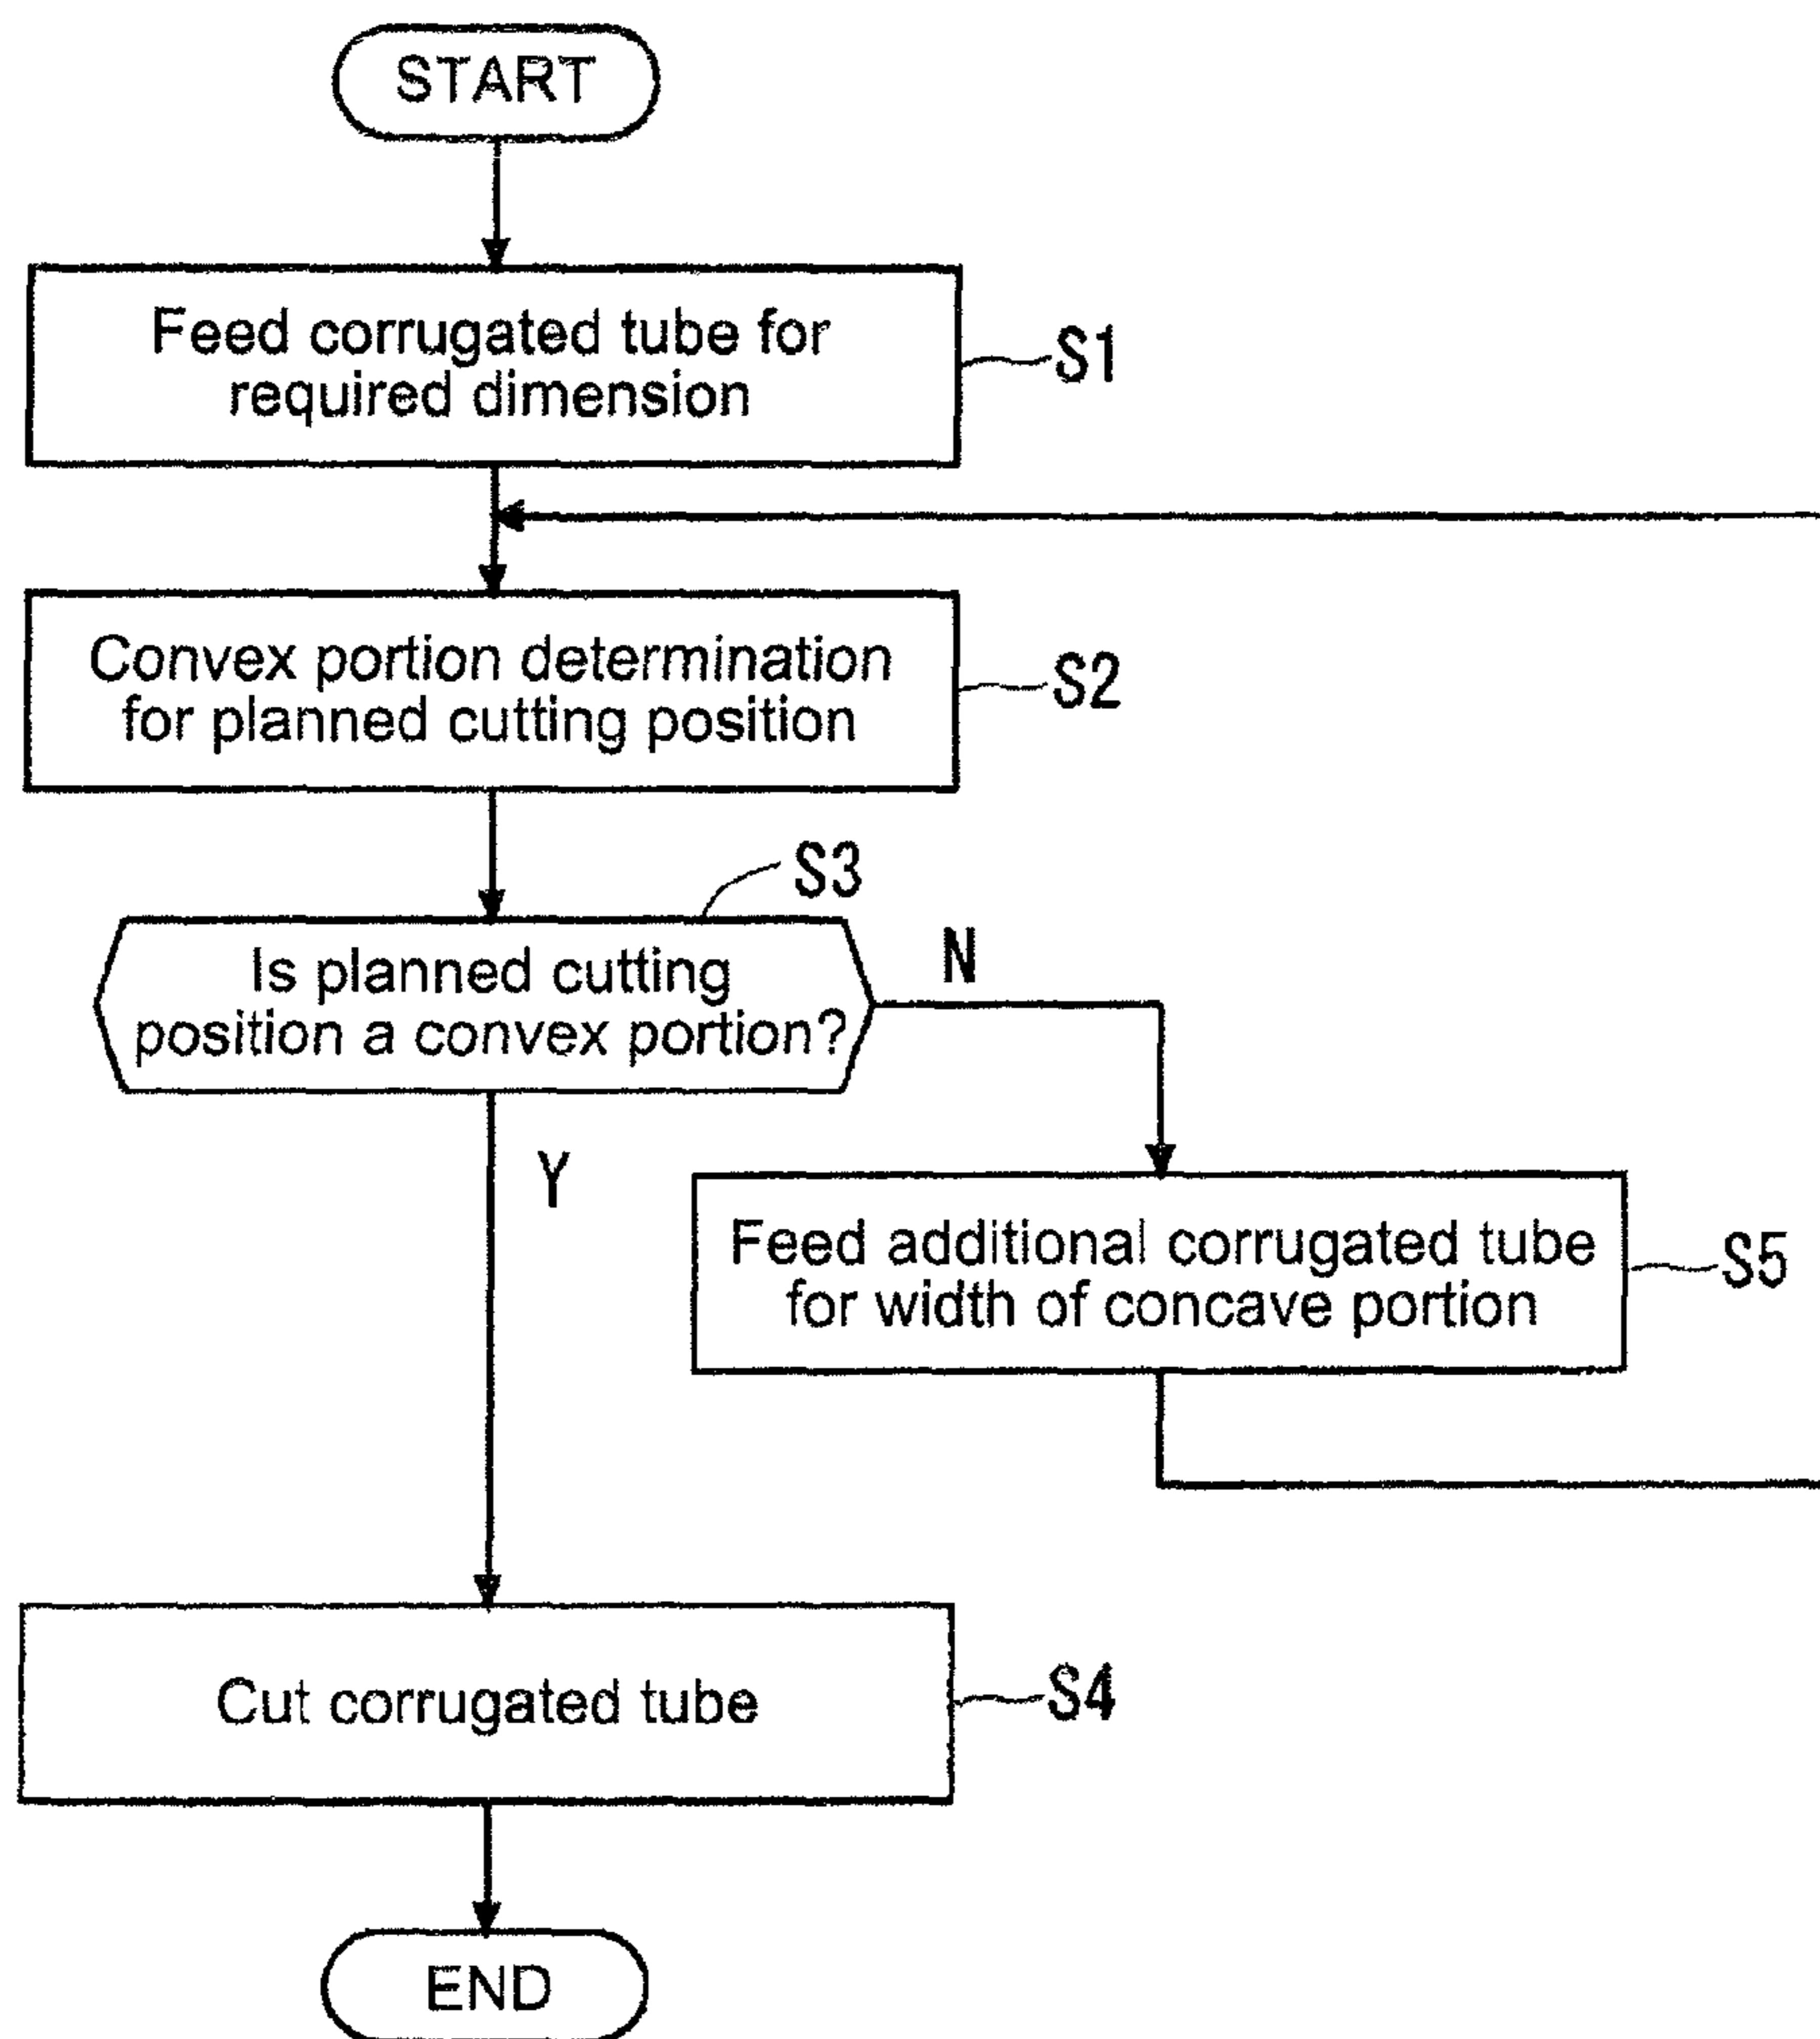 START
Feed corrugated tube for
required dimension
S1
Convex portion determination
for planned cutting position
S2
S3
Is planned cutting
position a convex portion?
N
Y
Feed additional corrugated tube
for width of concave portion
S5
Cut corrugated tube
S4
END